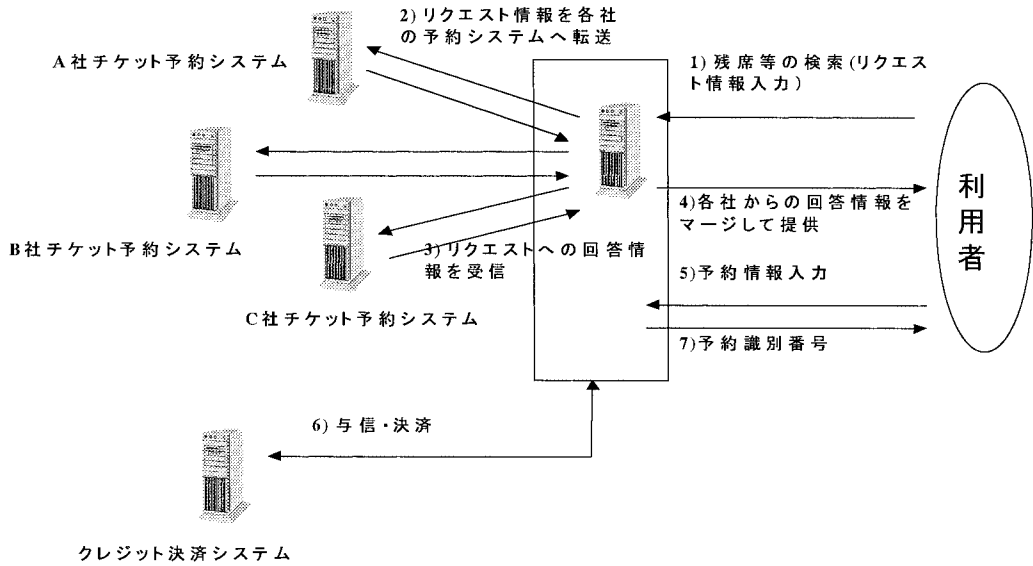 2) リクエスト情報を各社
の予約システムへ転送
A社チケット予約システム
1) 残席等の検索(リクエス
ト情報入力)
B社チケット予約システム
3)リクエストへの回答情
報を受信
C社チケット予約システム
4)各社からの回答情報を
マージして提供
利
用
者
5)予約情報入力
7)予約識別番号
6) 与信・決済
クレジット決済システム